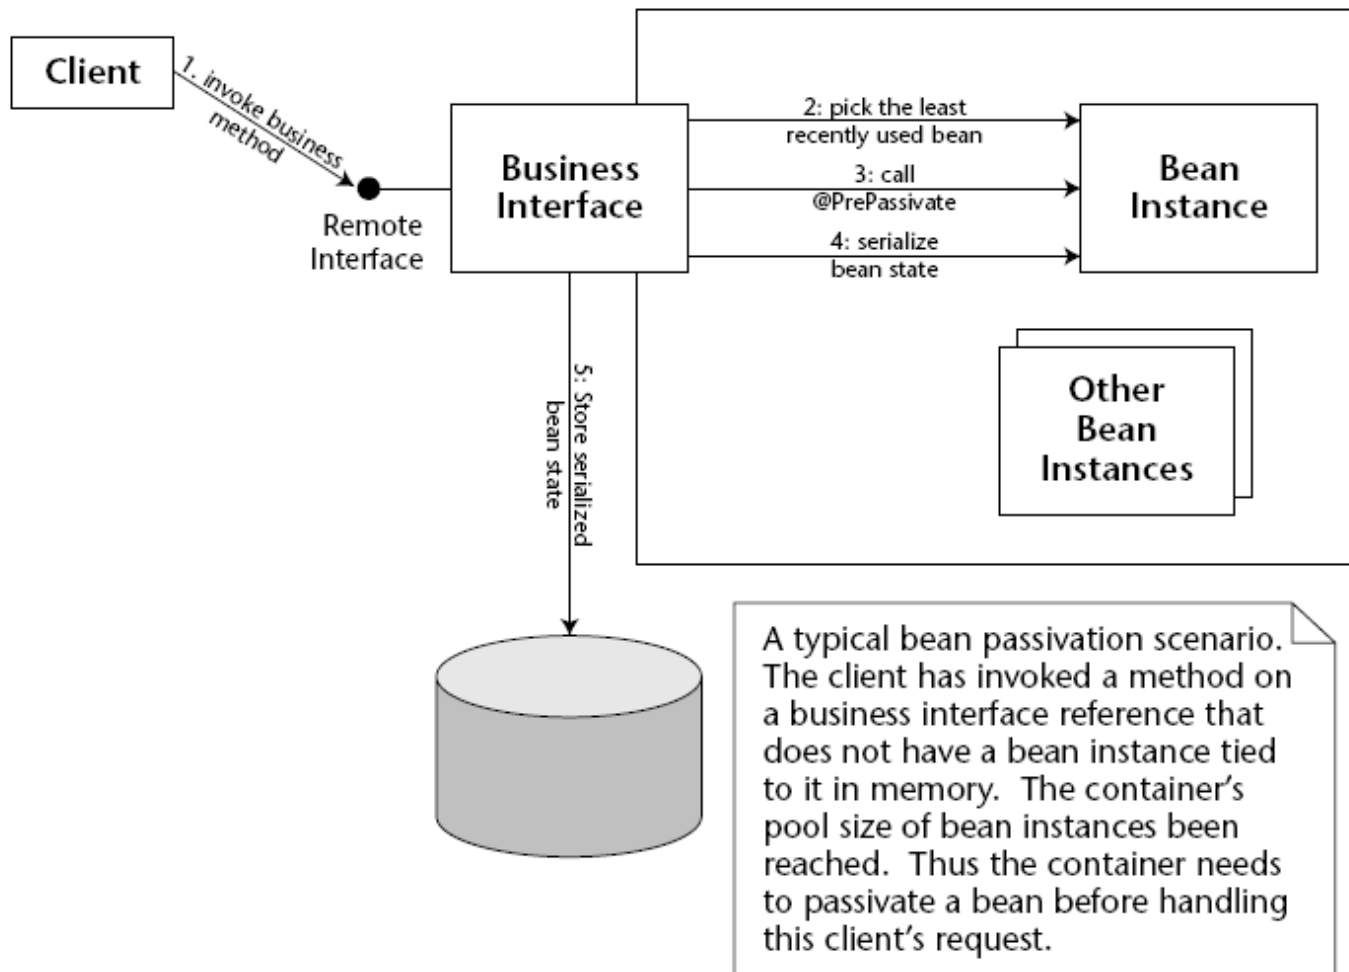 Client
1. invoke business
method
Remote
Interface
Business
Interface
2: pick the least
recently used bean
3: call
@PrePassivate
4: serialize
bean state
Bean
Instance
Other
Bean
Instances
5: Store serialized
bean state
A typical bean passivation scenario.
The client has invoked a method on
a business interface reference that
does not have a bean instance tied
to it in memory.  The container's
pool size of bean instances been
reached.  Thus the container needs
to passivate a bean before handling
this client's request.